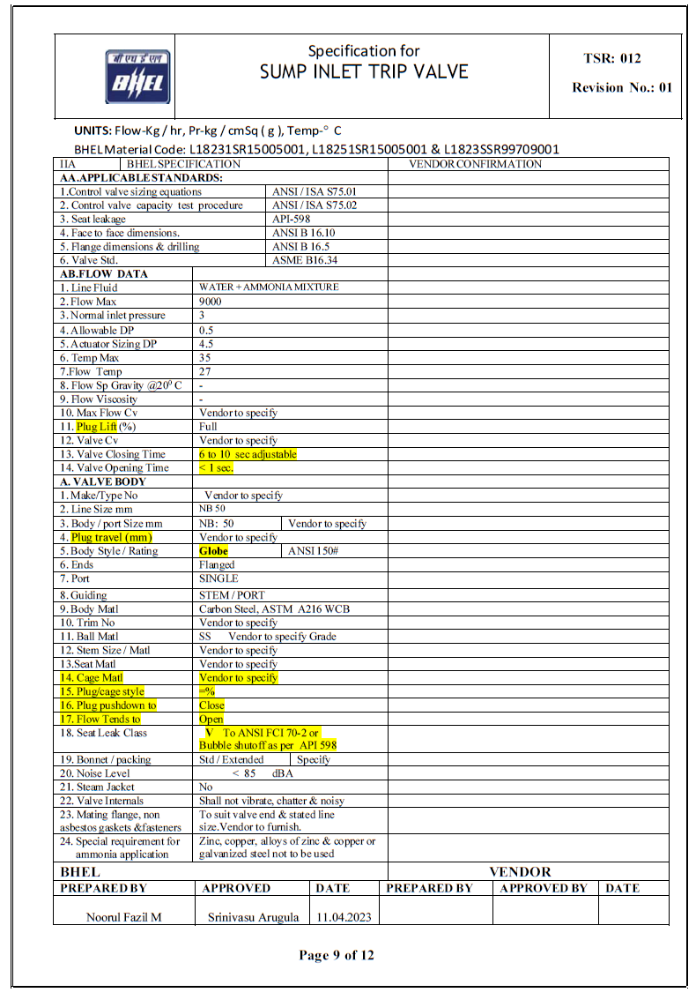 बी एच ई एल
BHEL
Specification for
SUMP INLET TRIP VALVE
TSR: 012
Revision No.: 01
UNITS: Flow-Kg / hr, Pr-kg / cmSq ( g ), Temp-° C
BHEL Material Code: L18231SR15005001, L18251SR15005001 & L1823SSR99709001
IIA BHEL SPECIFICATION VENDOR CONFIRMATION
AA.APPLICABLE STANDARDS:
1.Control valve sizing equations ANSI / ISA S75.01
2. Control valve capacity test procedure ANSI / ISA S75.02
3. Seat leakage API-598
4. Face to face dimensions. ANSI B 16.10
5. Flange dimensions & drilling ANSI B 16.5
6. Valve Std. ASME B16.34
AB.FLOW DATA
1. Line Fluid WATER + AMMONIA MIXTURE
2. Flow Max 9000
3. Normal inlet pressure 3
4. Allowable DP 0.5
5. Actuator Sizing DP 4.5
6. Temp Max 35
7.Flow Temp 27
8. Flow Sp Gravity @20⁰ C -
9. Flow Viscosity -
10. Max Flow Cv Vendor to specify
11. Plug Lift (%) Full
12. Valve Cv Vendor to specify
13. Valve Closing Time 6 to 10 sec adjustable
14. Valve Opening Time < 1 sec.
A. VALVE BODY
1. Make/Type No Vendor to specify
2. Line Size mm NB 50
3. Body / port Size mm NB: 50 Vendor to specify
4. Plug travel (mm) Vendor to specify
5. Body Style / Rating Globe ANSI 150#
6. Ends Flanged
7. Port SINGLE
8. Guiding STEM / PORT
9. Body Matl Carbon Steel, ASTM A216 WCB
10. Trim No Vendor to specify
11. Ball Matl SS Vendor to specify Grade
12. Stem Size / Matl Vendor to specify
13.Seat Matl Vendor to specify
14. Cage Matl Vendor to specify
15. Plug/cage style =%
16. Plug pushdown to Close
17. Flow Tends to Open
18. Seat Leak Class V To ANSI FCI 70-2 or
Bubble shutoff as per API 598
19. Bonnet / packing Std / Extended Specify
20. Noise Level < 85 dBA
21. Steam Jacket No
22. Valve Internals Shall not vibrate, chatter & noisy
23. Mating flange, non To suit valve end & stated line
asbestos gaskets &fasteners size.Vendor to furnish.
24. Special requirement for Zinc, copper, alloys of zinc & copper or
ammonia application galvanized steel not to be used
BHEL VENDOR
PREPARED BY APPROVED DATE PREPARED BY APPROVED BY DATE
Noorul Fazil M Srinivasu Arugula 11.04.2023
Page 9 of 12